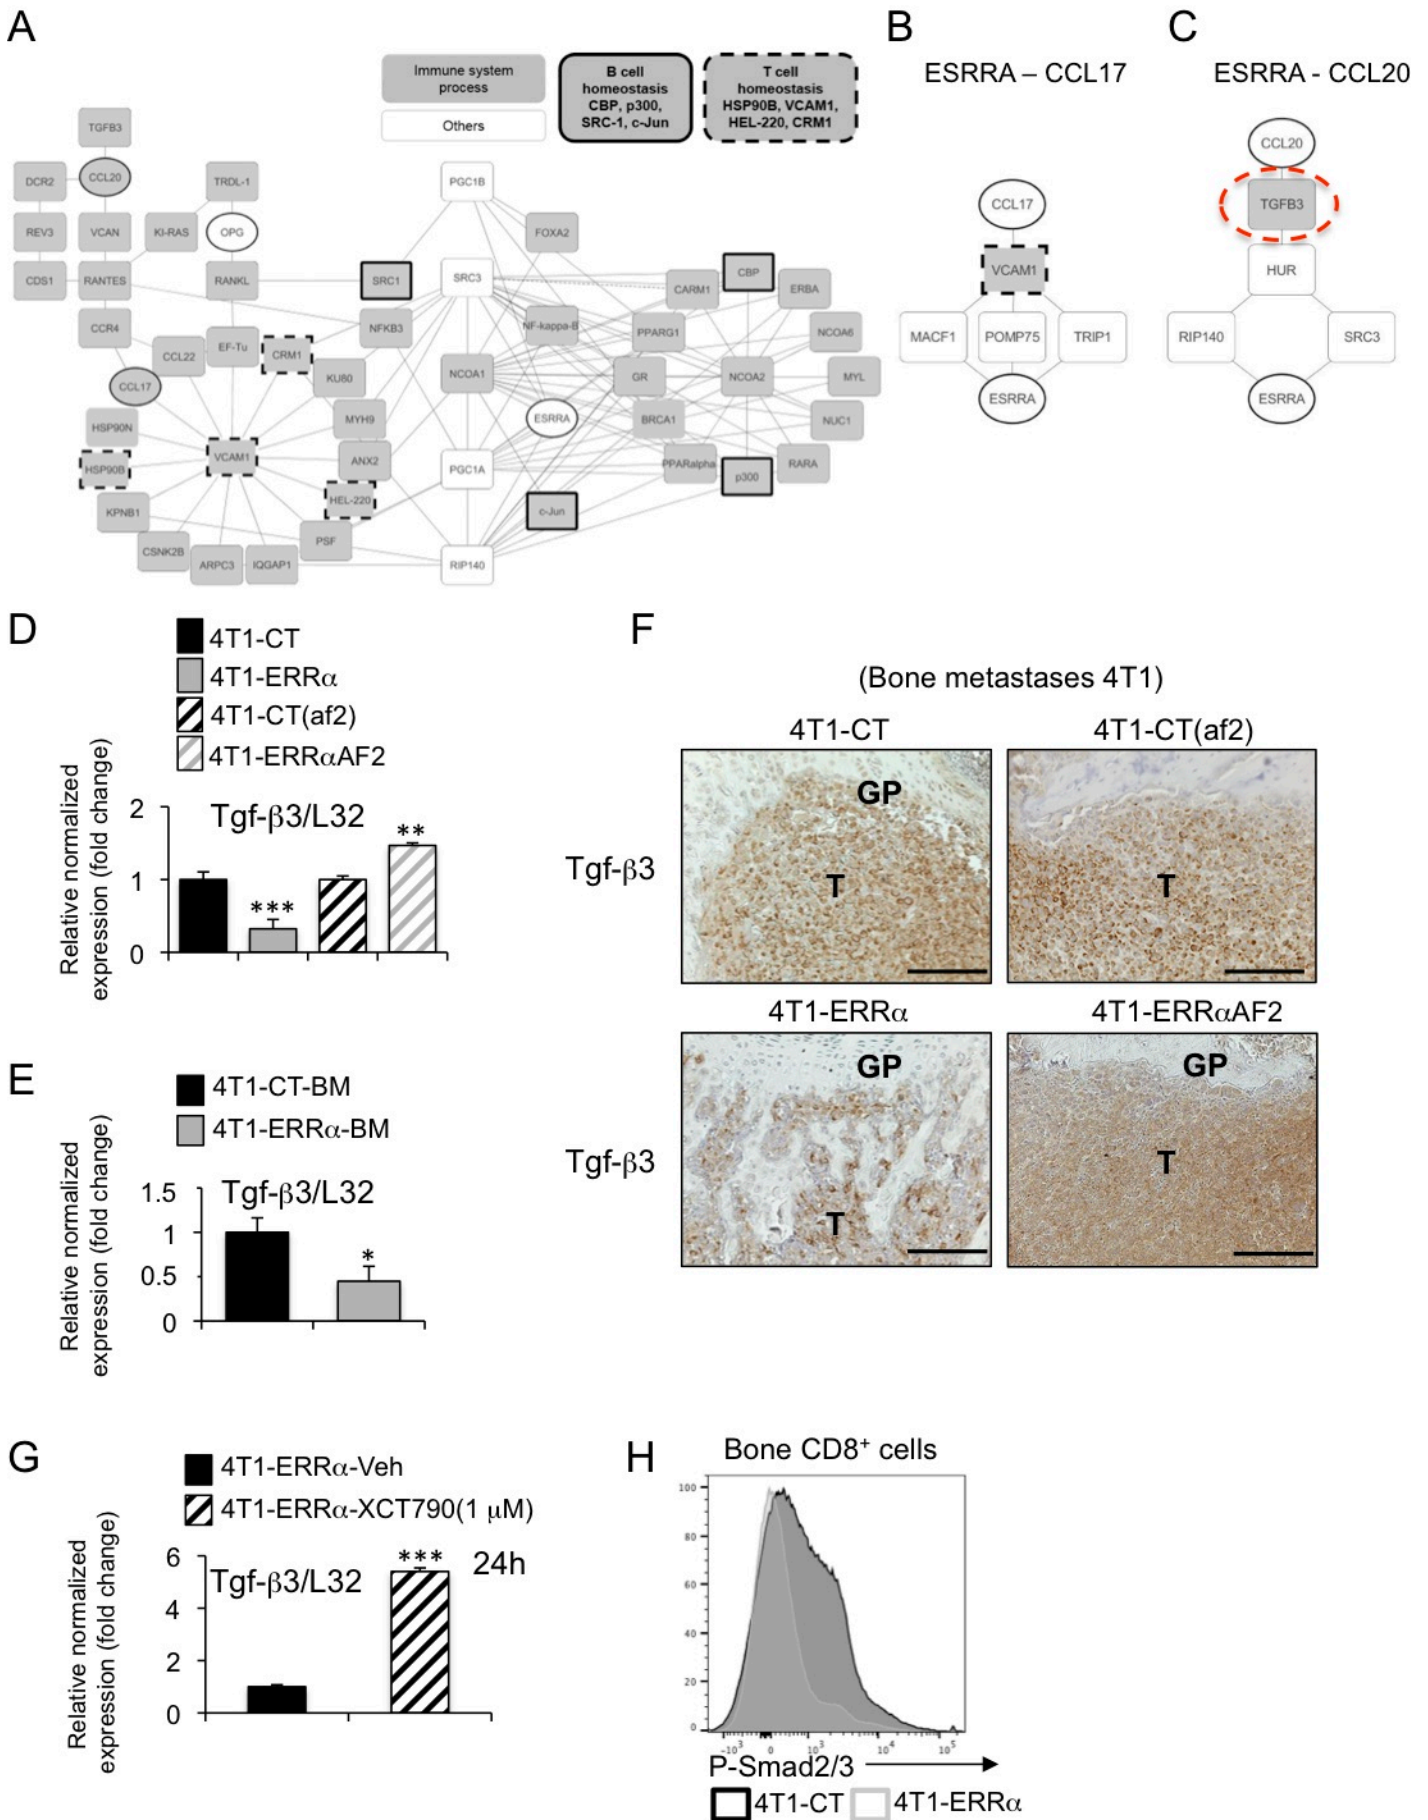 A
B
C
Immune system
process
Others
B cell
homeostasis
CBP, p300,
SRC-1, c-Jun
T cell
homeostasis
HSP90B, VCAM1,
HEL-220, CRM1
ESRRA – CCL17
ESRRA - CCL20
TGFB3
DCR2
CCL20
TRDL-1
PGC1B
REV3
VCAN
KI-RAS
OPG
FOXA2
CDS1
RANTES
RANKL
SRC1
SRC3
CARM1
CBP
ERBA
CCR4
CCL22
EF-Tu
CRM1
NFKB3
NF-kappa-B
PPARG1
NCOA6
CCL17
KU80
NCOA1
GR
NCOA2
MYL
HSP90N
MYH9
ESRRA
BRCA1
NUC1
HSP90B
VCAM1
ANX2
PGC1A
PPARalpha
p300
RARA
KPNB1
HEL-220
c-Jun
CSNK2B
ARPC3
IQGAP1
PSF
RIP140
CCL17
VCAM1
MACF1
POMP75
TRIP1
ESRRA
CCL20
TGFB3
HUR
RIP140
SRC3
ESRRA
D
4T1-CT
4T1-ERRα
4T1-CT(af2)
4T1-ERRαAF2
Relative normalized
expression (fold change)
Tgf-β3/L32
2
1
0
***
**
E
4T1-CT-BM
4T1-ERRα-BM
Relative normalized
expression (fold change)
Tgf-β3/L32
1.5
1
0.5
0
*
F
(Bone metastases 4T1)
4T1-CT
4T1-CT(af2)
Tgf-β3
GP
T
T
4T1-ERRα
4T1-ERRαAF2
Tgf-β3
GP
T
GP
T
G
4T1-ERRα-Veh
4T1-ERRα-XCT790(1 μM)
Relative normalized
expression (fold change)
Tgf-β3/L32
24h
6
4
2
0
***
H
Bone CD8⁺ cells
100
80
60
40
20
0
-10³ 0 10³ 10⁴ 10⁵
P-Smad2/3
4T1-CT
4T1-ERRα